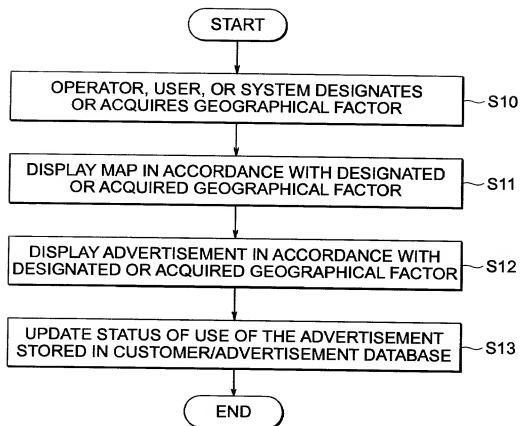 START
OPERATOR, USER, OR SYSTEM DESIGNATES
OR ACQUIRES GEOGRAPHICAL FACTOR
S10
DISPLAY MAP IN ACCORDANCE WITH DESIGNATED
OR ACQUIRED GEOGRAPHICAL FACTOR
S11
DISPLAY ADVERTISEMENT IN ACCORDANCE WITH
DESIGNATED OR ACQUIRED GEOGRAPHICAL FACTOR
S12
UPDATE STATUS OF USE OF THE ADVERTISEMENT
STORED IN CUSTOMER/ADVERTISEMENT DATABASE
S13
END